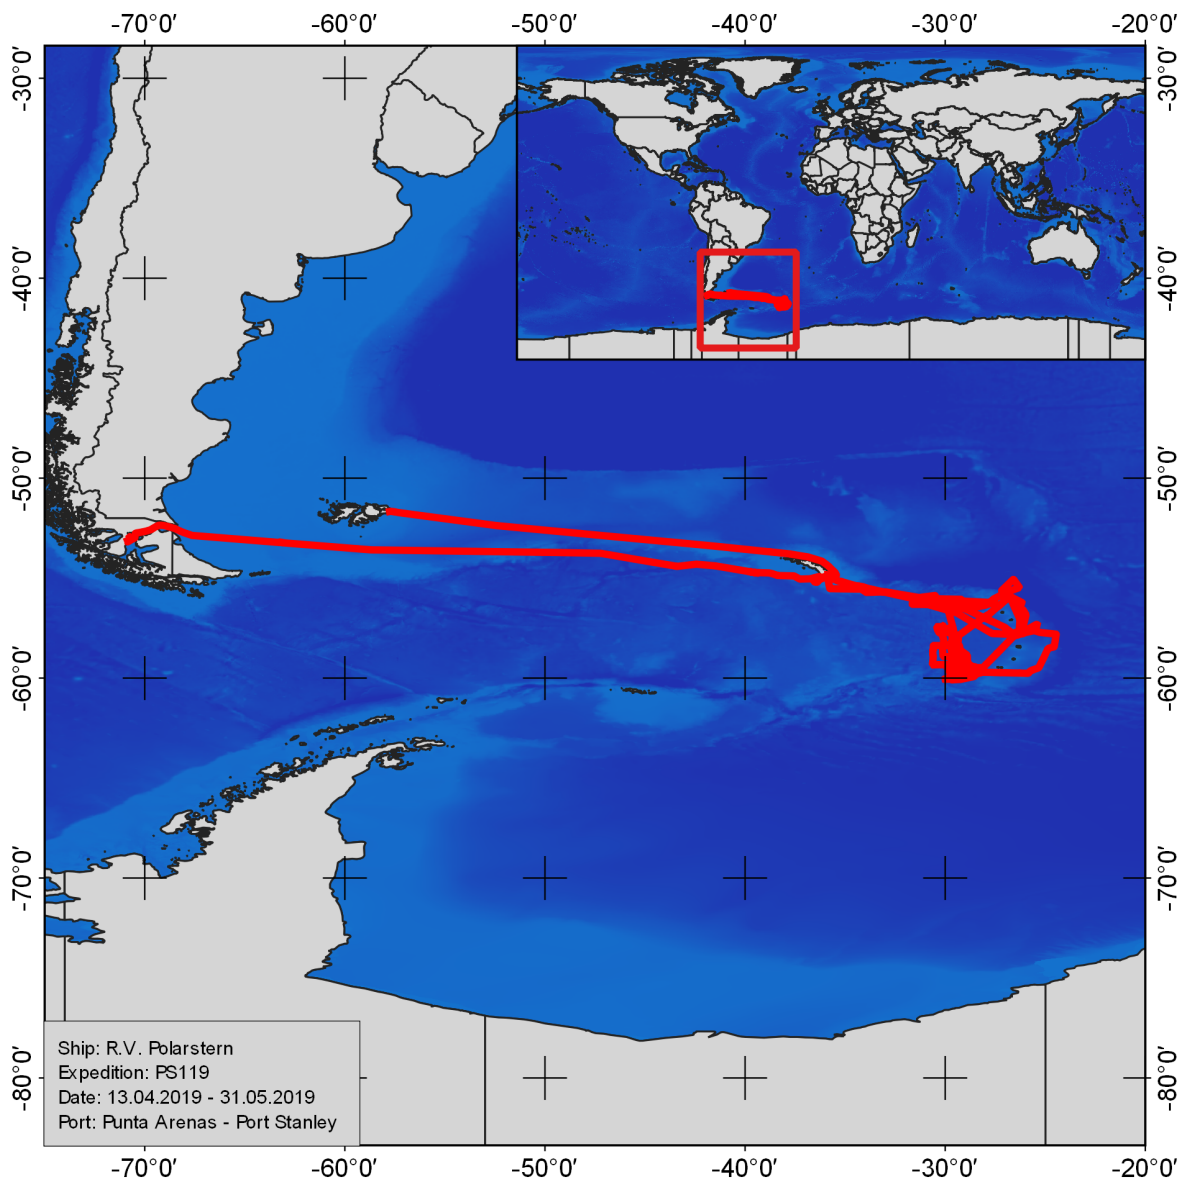 -70°0' -60°0' -50°0' -40°0' -30°0' -20°0'
-30°0' -30°0'
-40°0' -40°0'
-50°0' -50°0'
-60°0' -60°0'
-70°0' -70°0'
-80°0' -80°0'
Ship: R.V. Polarstern
Expedition: PS119
Date: 13.04.2019 - 31.05.2019
Port: Punta Arenas - Port Stanley
-70°0' -60°0' -50°0' -40°0' -30°0' -20°0'